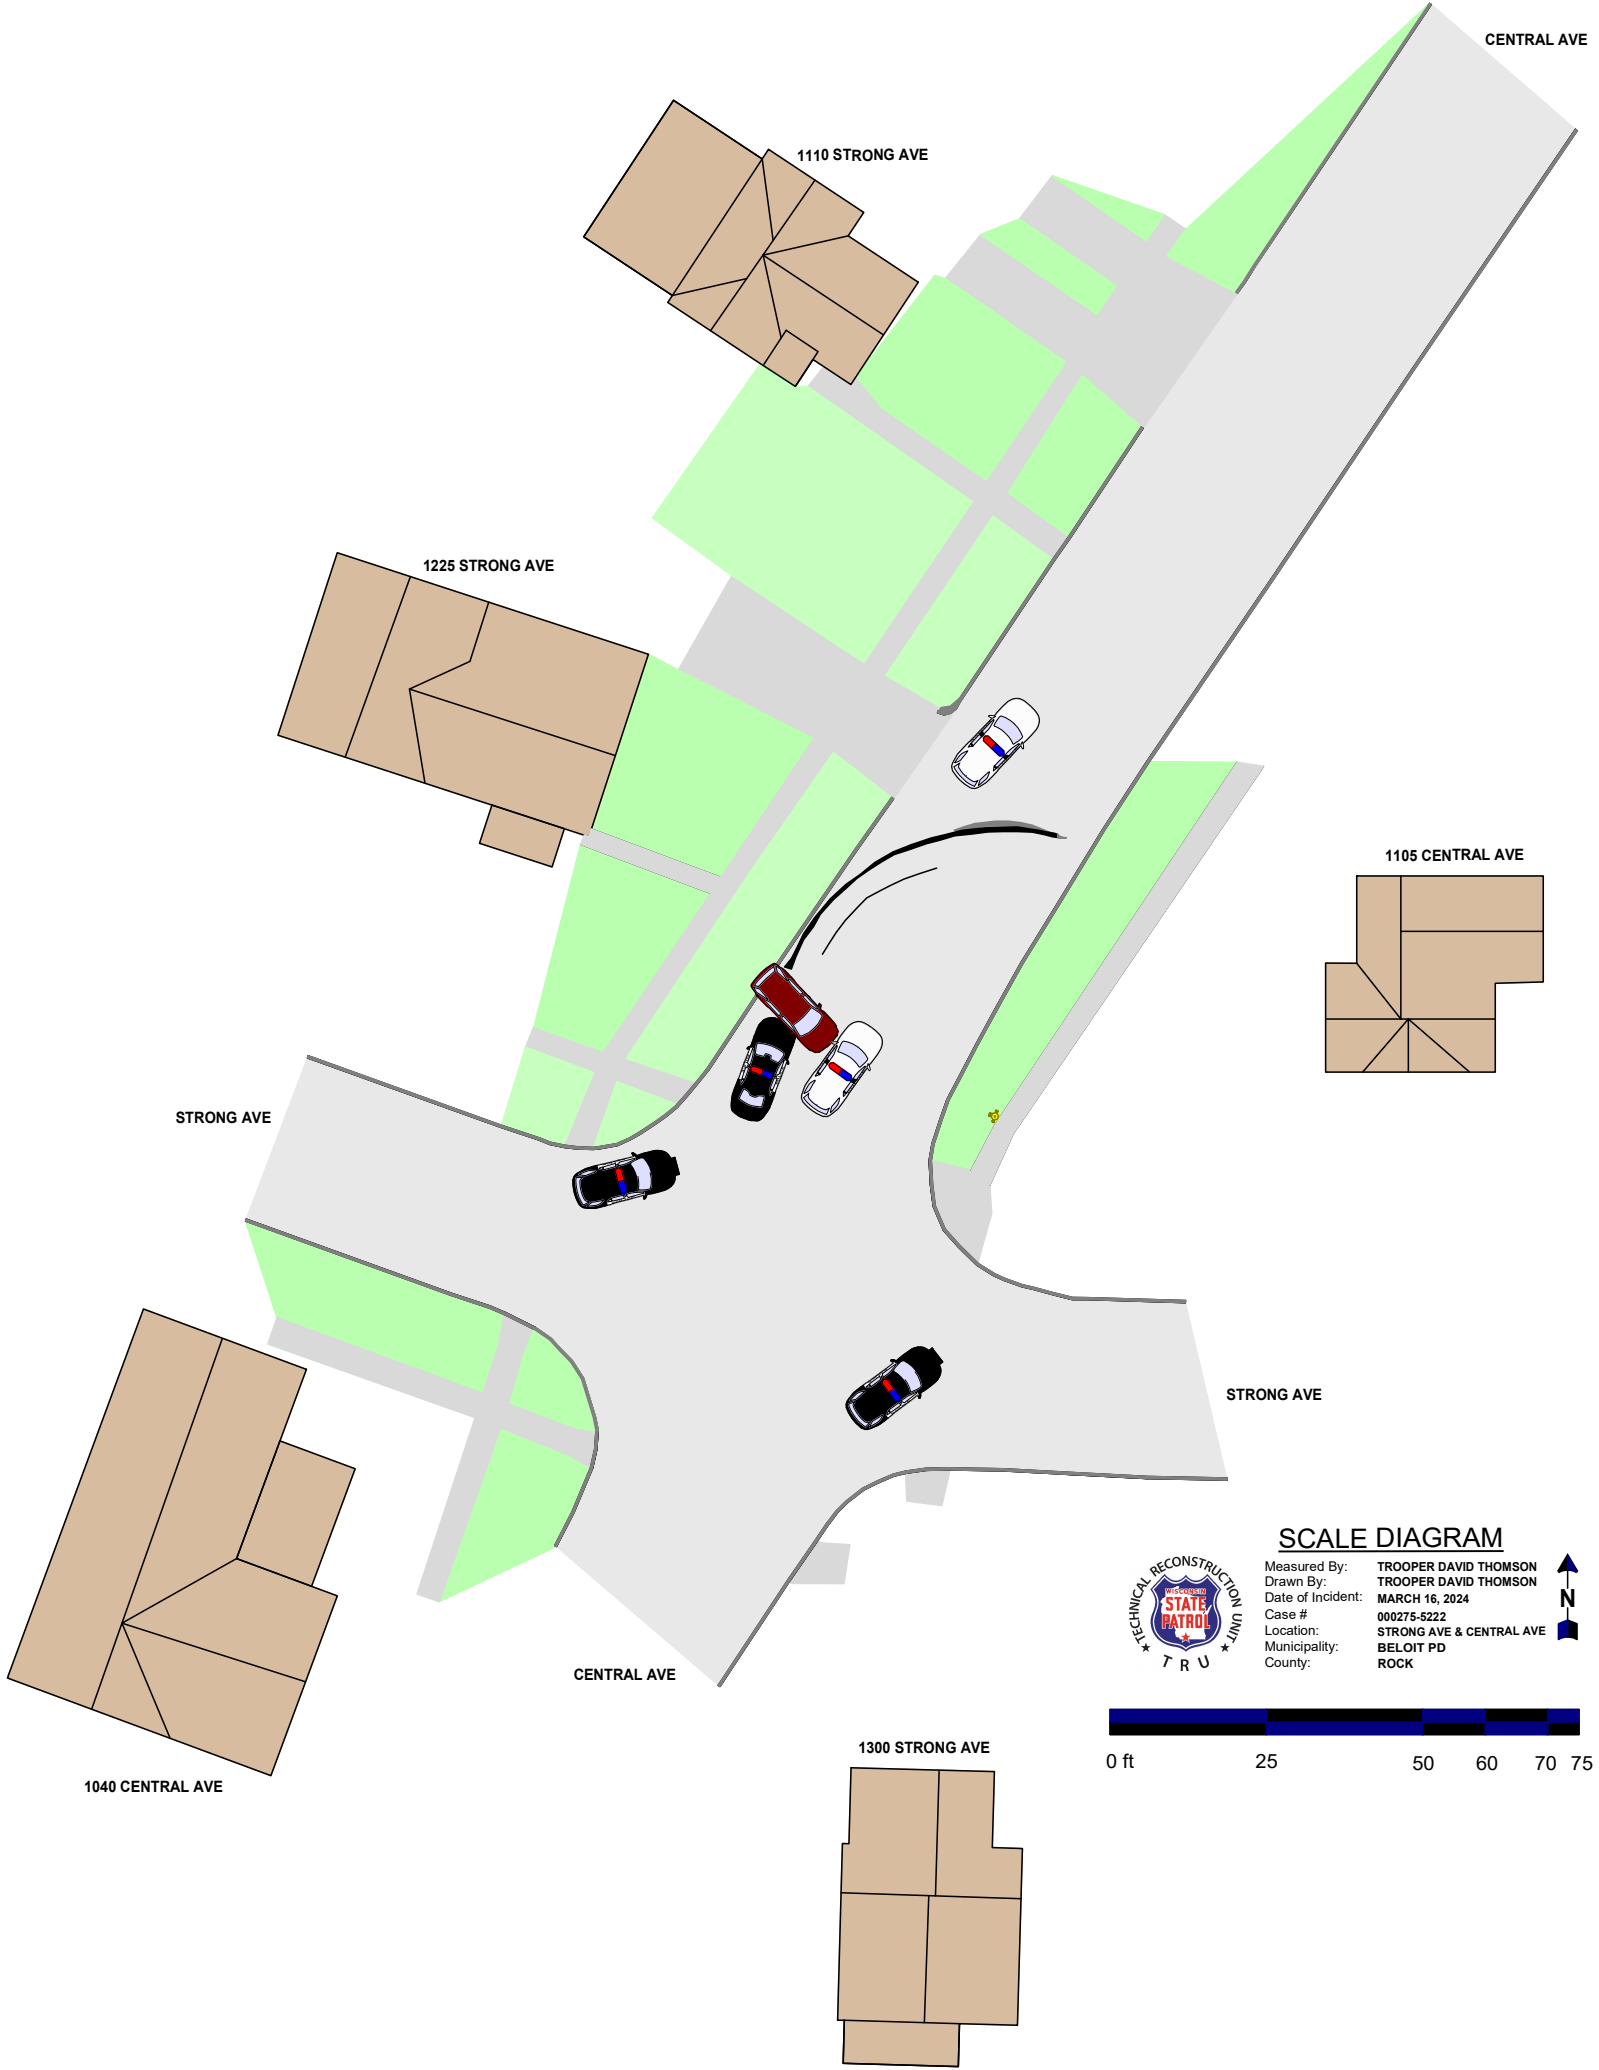 CENTRAL AVE
1110 STRONG AVE
1225 STRONG AVE
1105 CENTRAL AVE
STRONG AVE
STRONG AVE
CENTRAL AVE
1040 CENTRAL AVE
1300 STRONG AVE
SCALE DIAGRAM
Measured By: TROOPER DAVID THOMSON
Drawn By: TROOPER DAVID THOMSON
Date of Incident: MARCH 16, 2024
Case # 000275-5222
Location: STRONG AVE & CENTRAL AVE
Municipality: BELOIT PD
County: ROCK
N
TECHNICAL RECONSTRUCTION UNIT
WISCONSIN
STATE
PATROL
TRU
0 ft 25 50 60 70 75